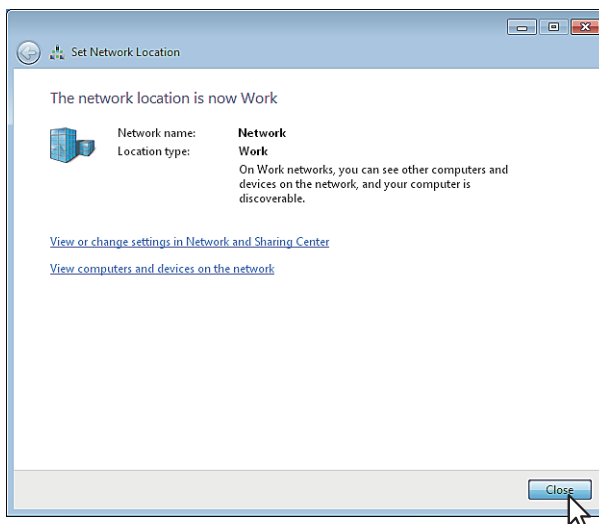 Set Network Location
The network location is now Work
Network name: Network
Location type: Work
On Work networks, you can see other computers and
devices on the network, and your computer is
discoverable.
View or change settings in Network and Sharing Center
View computers and devices on the network
Close